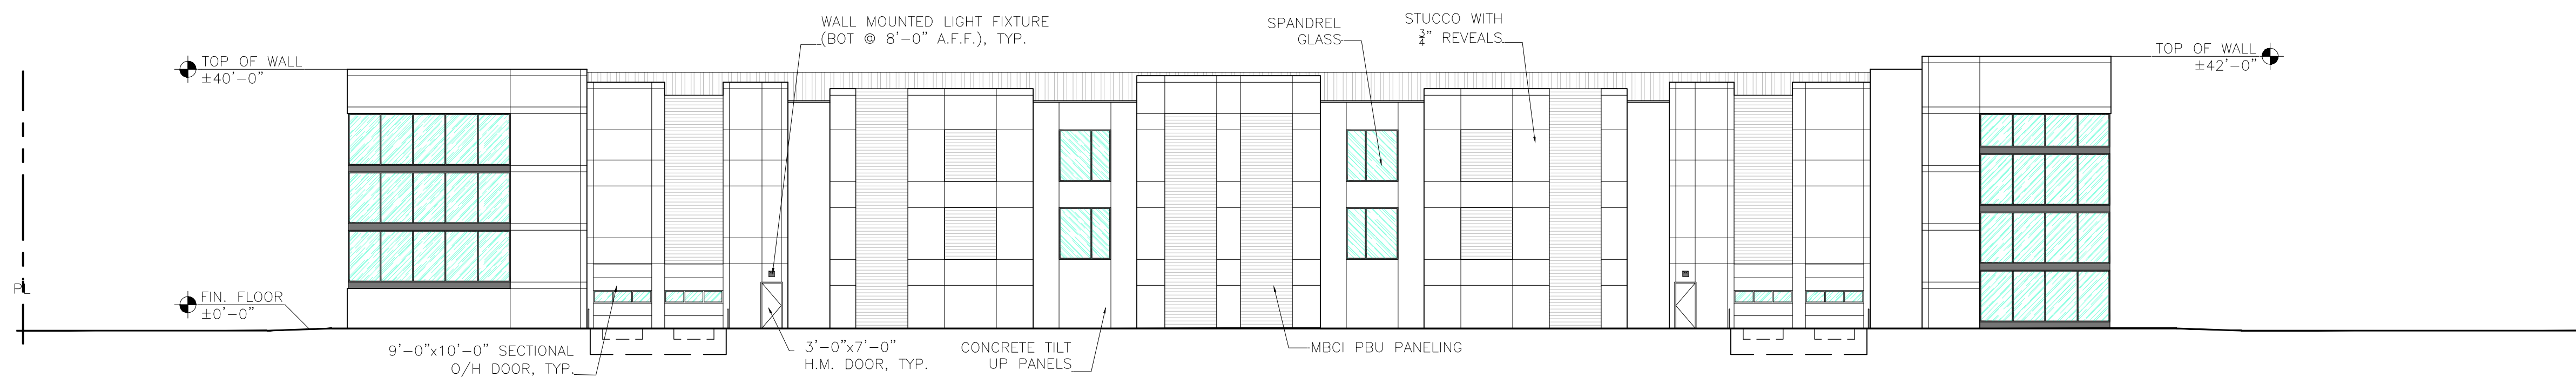 WALL MOUNTED LIGHT FIXTURE
(BOT @ 8'-0" A.F.F.), TYP.
SPANDREL
GLASS
STUCCO WITH
¾" REVEALS
TOP OF WALL
±40'-0"
TOP OF WALL
±42'-0"
PL
FIN. FLOOR
±0'-0"
9'-0"x10'-0" SECTIONAL
O/H DOOR, TYP.
3'-0"x7'-0"
H.M. DOOR, TYP.
CONCRETE TILT
UP PANELS
MBCI PBU PANELING